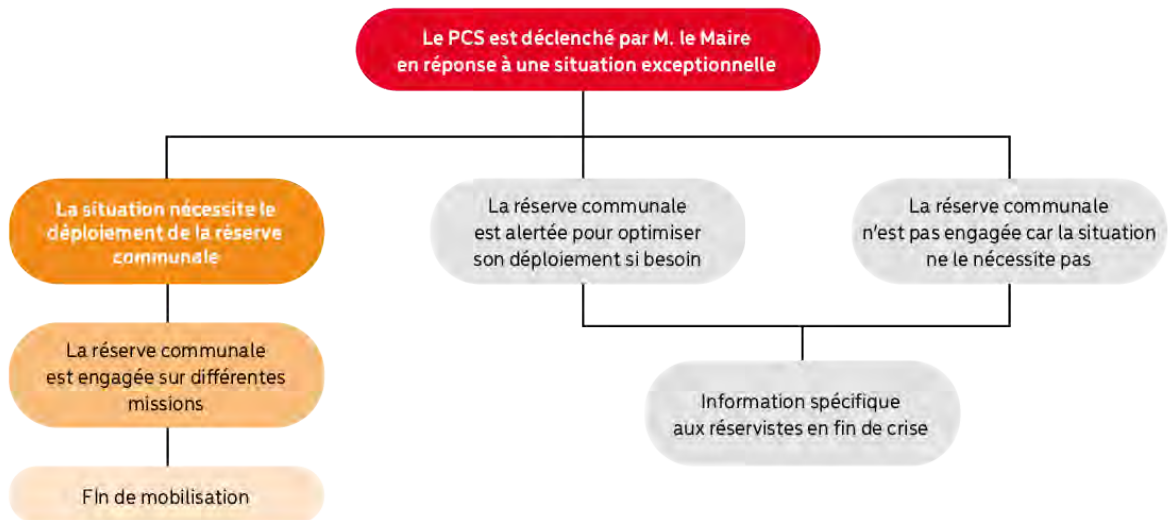 Le PCS est déclenché par M. le Maire
en réponse à une situation exceptionnelle
La situation nécessite le
déploiement de la réserve
communale
La réserve communale
est alertée pour optimiser
son déploiement si besoin
La réserve communale
n'est pas engagée car la situation
ne le nécessite pas
La réserve communale
est engagée sur différentes
missions
Information spécifique
aux réservistes en fin de crise
FIn de mobilisation